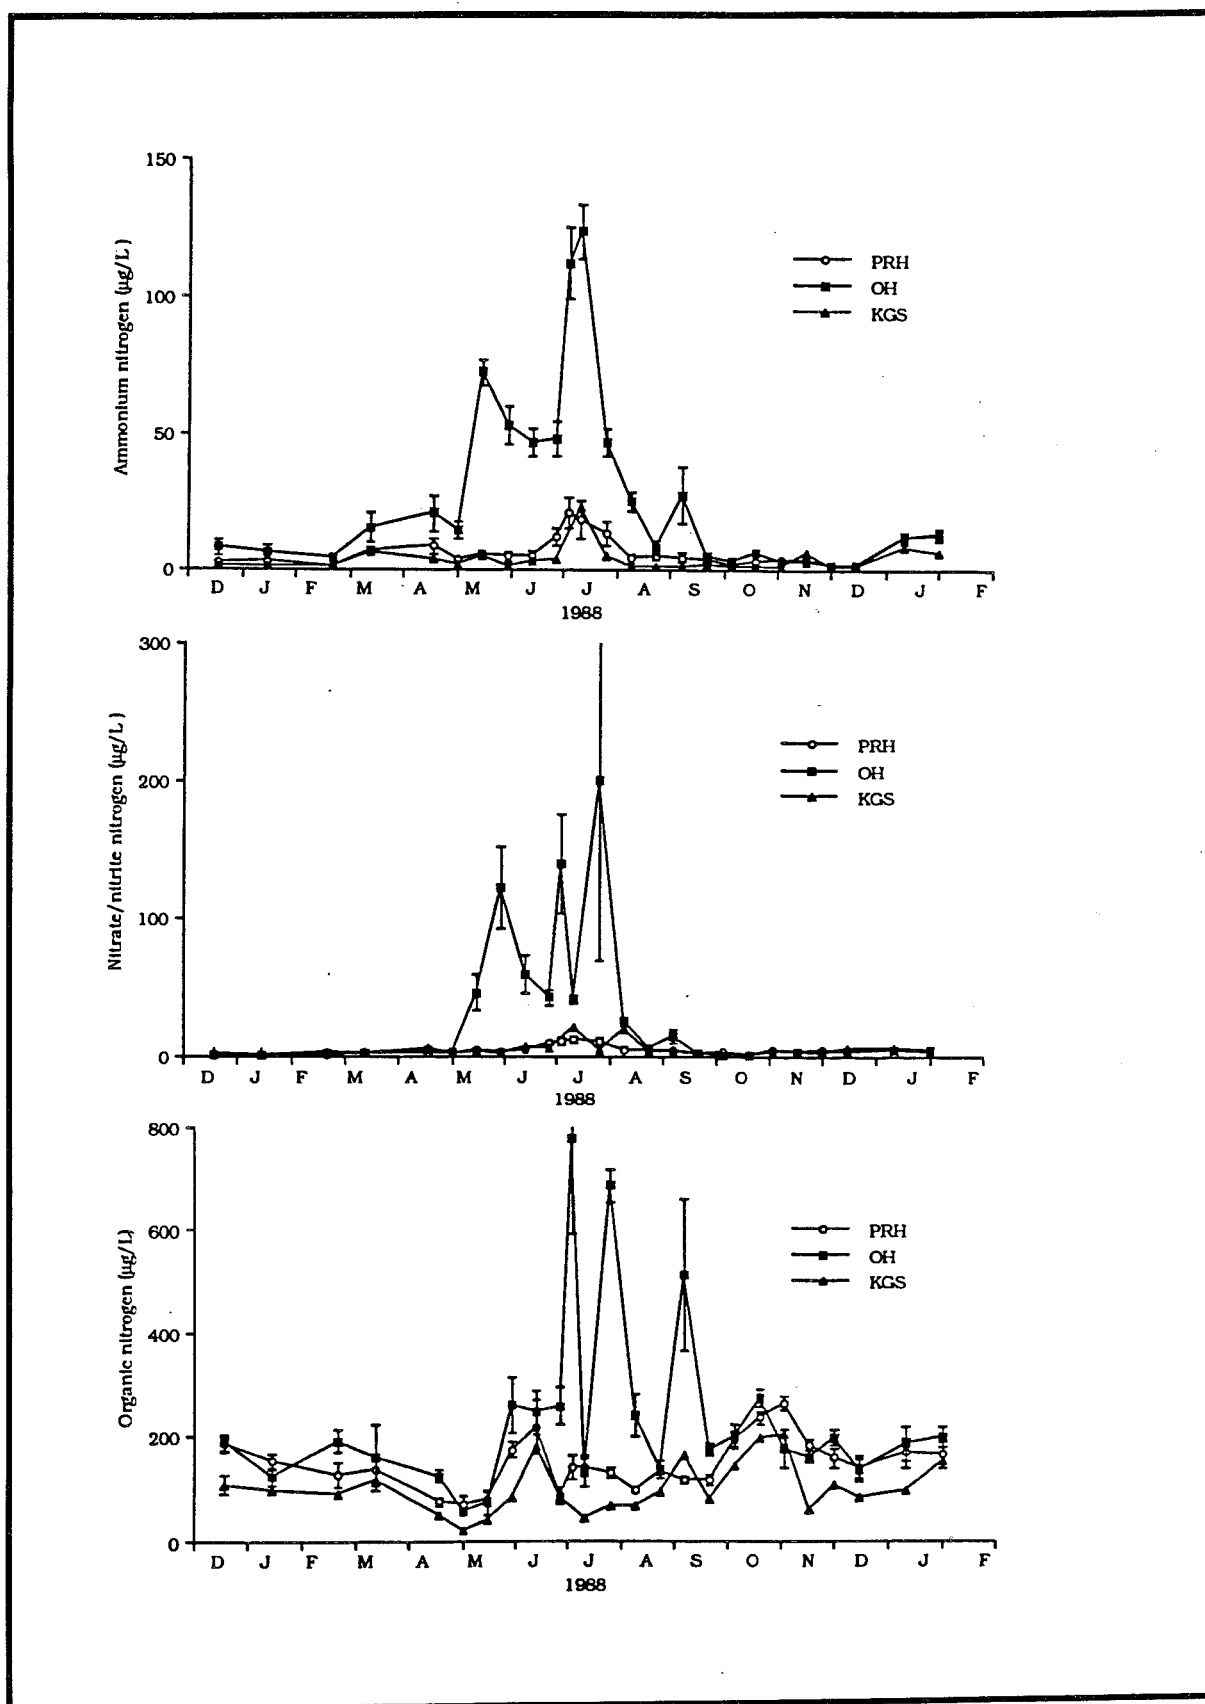 Ammonium nitrogen (µg/L)
150
100
50
0
PRH
OH
KGS
D J F M A M J J A S O N D J F
1988
Nitrate/nitrite nitrogen (µg/L)
300
200
100
0
PRH
OH
KGS
D J F M A M J J A S O N D J F
1988
Organic nitrogen (µg/L)
800
600
400
200
0
PRH
OH
KGS
D J F M A M J J A S O N D J F
1988